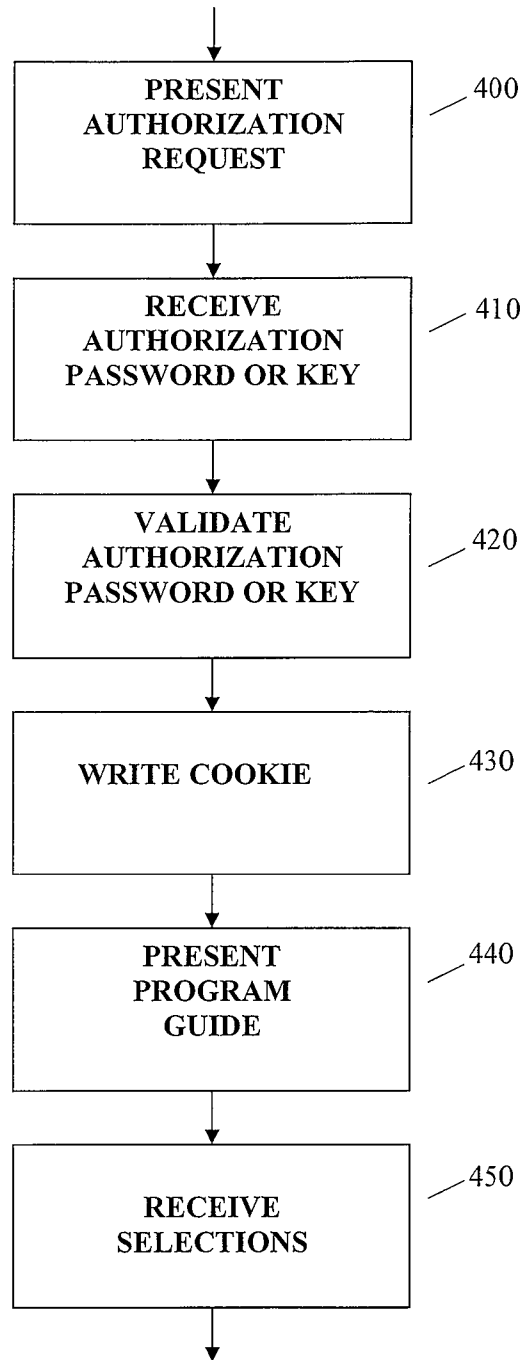 PRESENT
AUTHORIZATION
REQUEST
400
RECEIVE
AUTHORIZATION
PASSWORD OR KEY
410
VALIDATE
AUTHORIZATION
PASSWORD OR KEY
420
WRITE COOKIE
430
PRESENT
PROGRAM
GUIDE
440
RECEIVE
SELECTIONS
450